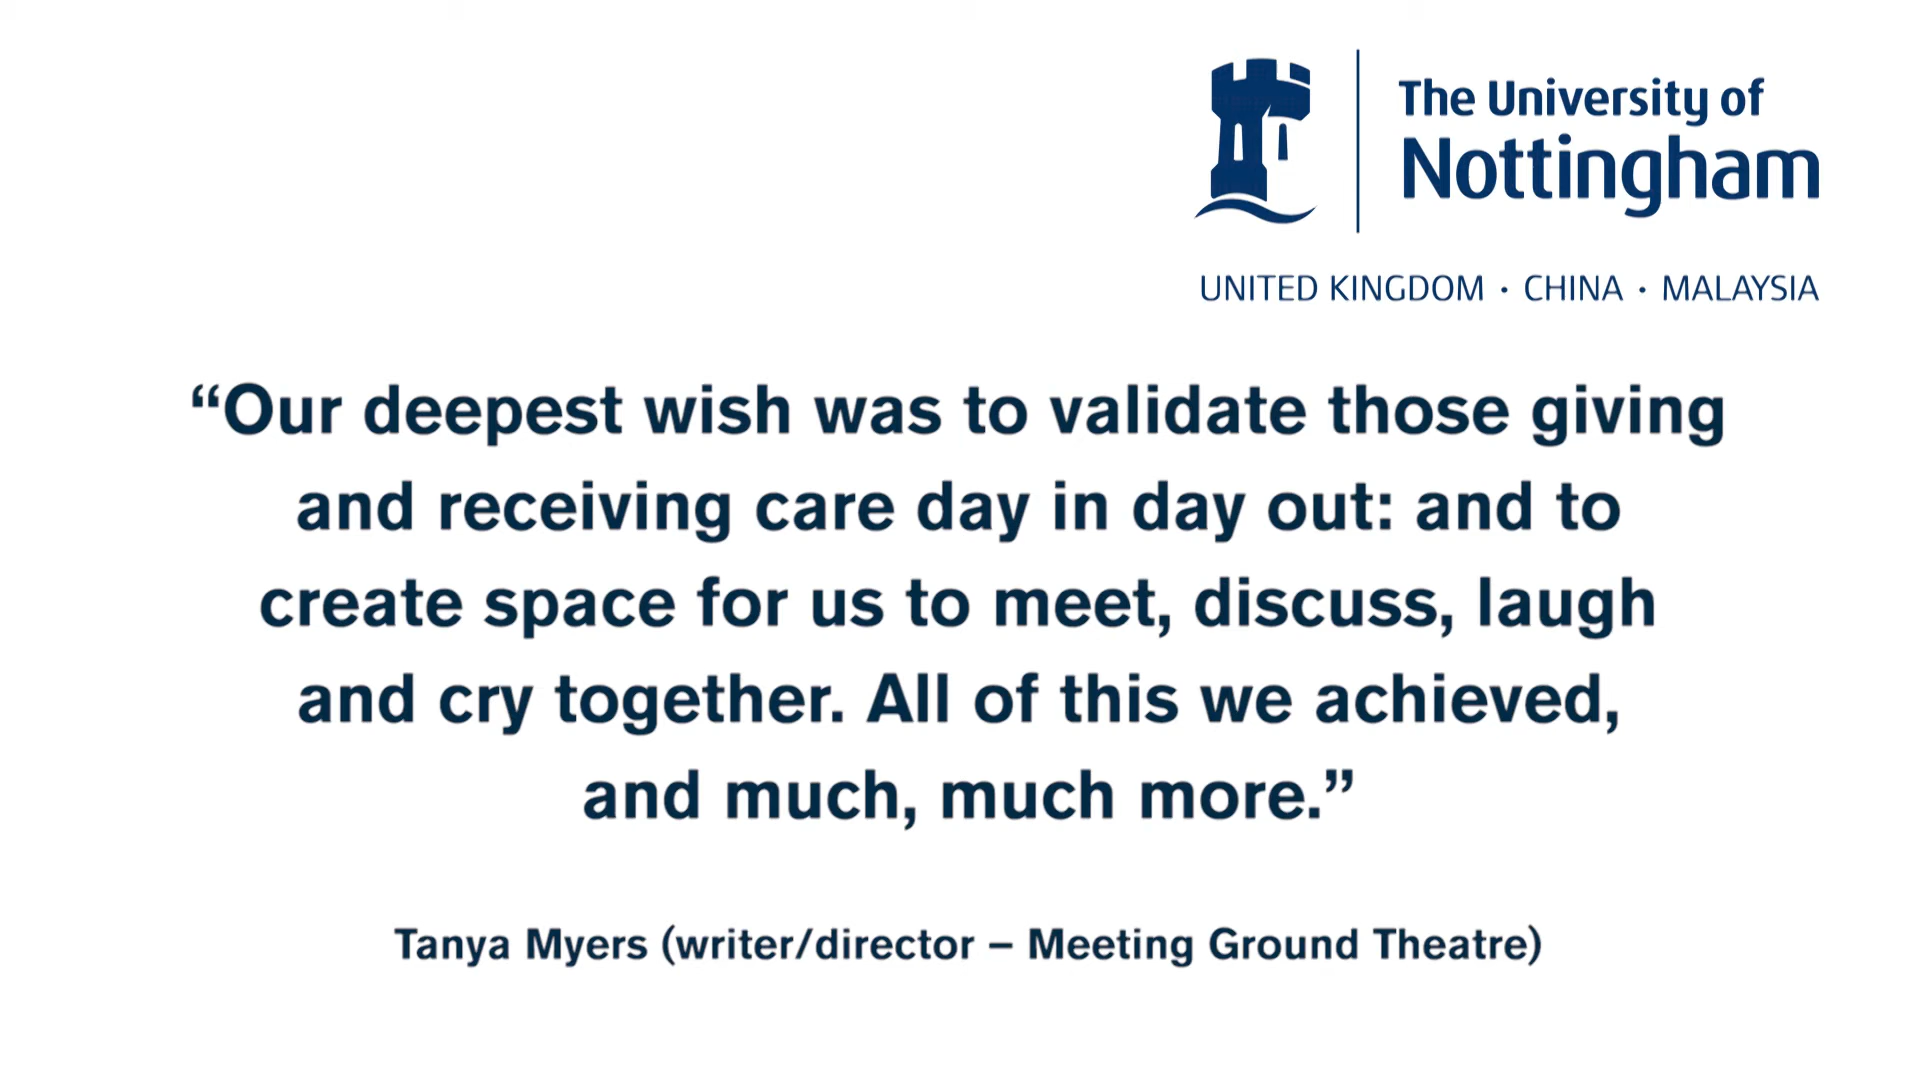 The University of
Nottingham
UNITED KINGDOM · CHINA · MALAYSIA
“Our deepest wish was to validate those giving
and receiving care day in day out: and to
create space for us to meet, discuss, laugh
and cry together. All of this we achieved,
and much, much more.”
Tanya Myers (writer/director – Meeting Ground Theatre)